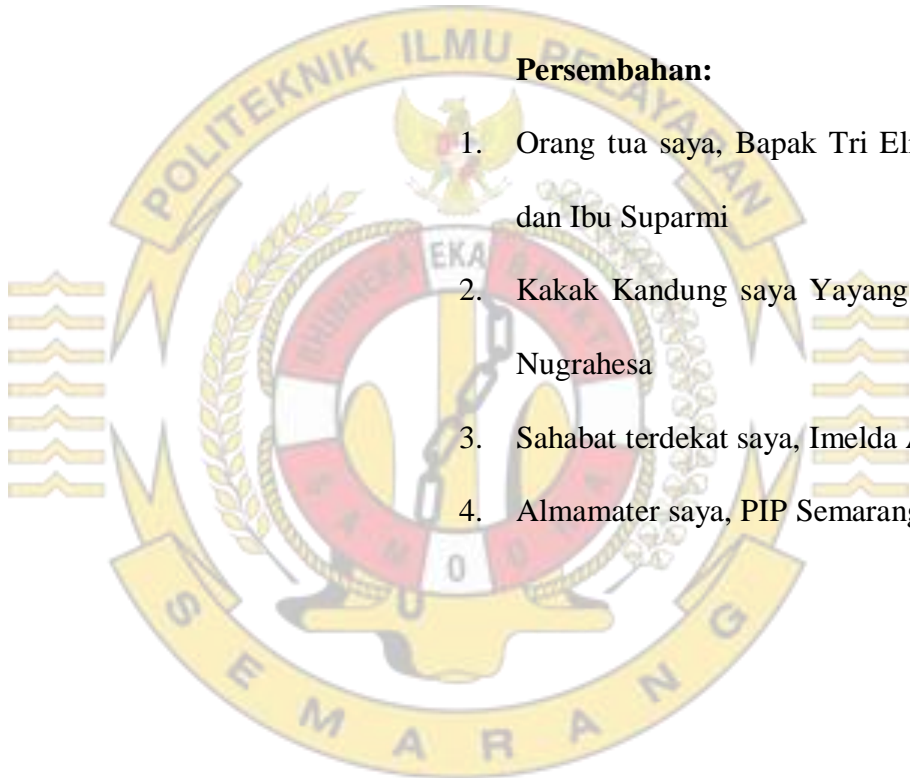 POLITEKNIK ILMU PELAYARAN
Persembahan:
1. Orang tua saya, Bapak Tri
dan Ibu Suparmi
2. Kakak Kandung saya Yayang
Nugrahesa
3. Sahabat terdekat saya, Imelda
4. Almamater saya, PIP Semarang
EKA
SEMARANG